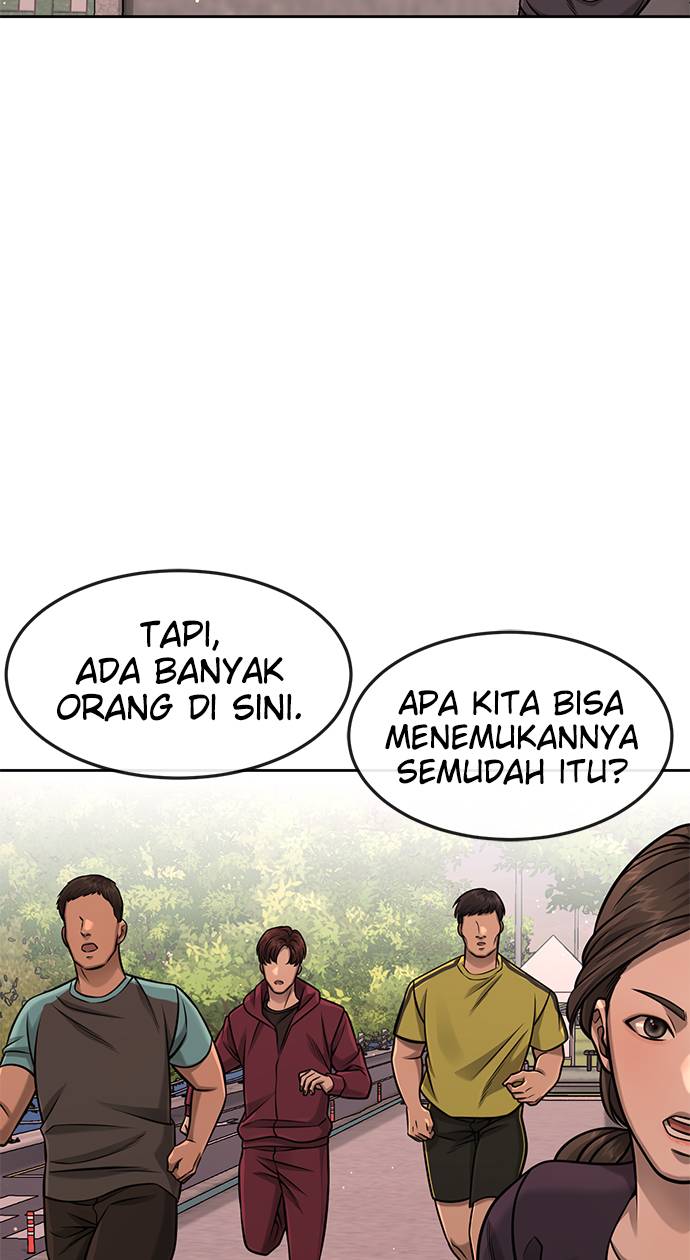 TAPI,
ADA BANYAK
ORANG DI SINI.
APA KITA BISA
MENEMUKANNYA
SEMUDAH ITU?